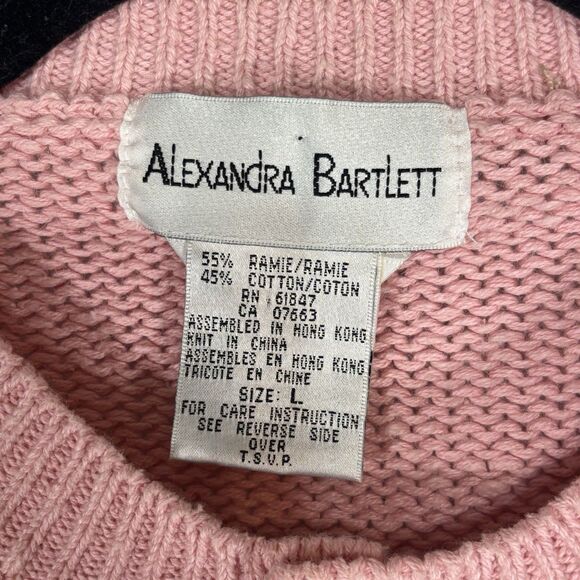 ALEXANDRA BARTLETT
55% RAMIE/RAMIE
45% COTTON/COTON
RN 61847
CA 07663
ASSEMBLED IN HONG KONG
KNIT IN CHINA
ASSEMBLES EN HONG KONG
TRICOTE EN CHINE
SIZE: L
FOR CARE INSTRUCTION
SEE REVERSE SIDE
OVER
T.S.V.P.